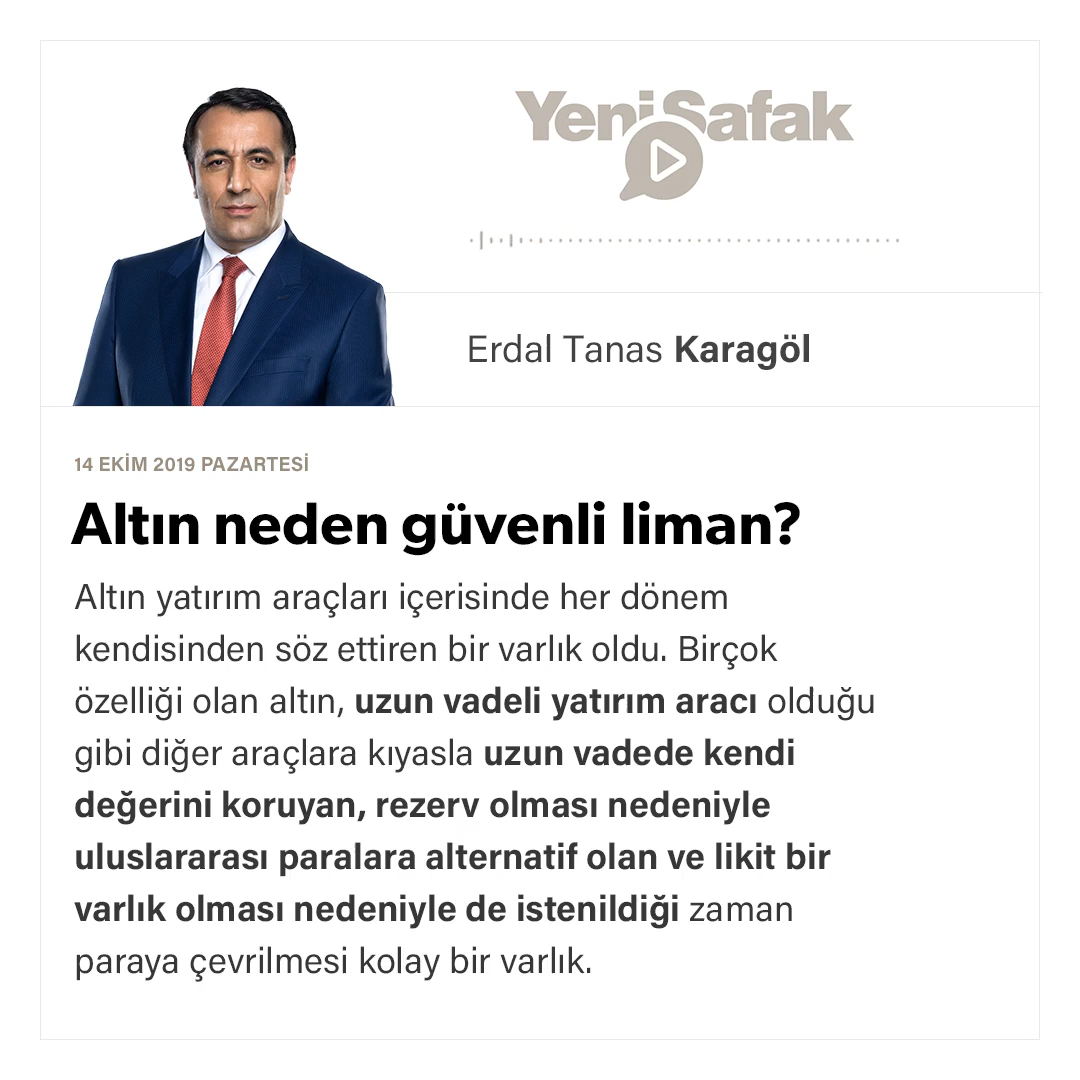 YeniŞafak
Erdal Tanas Karagöl
14 EKİM 2019 PAZARTESİ
Altın neden güvenli liman?
Altın yatırım araçları içerisinde her dönem
kendisinden söz ettiren bir varlık oldu. Birçok
özelliği olan altın, uzun vadeli yatırım aracı olduğu
gibi diğer araçlara kıyasla uzun vadede kendi
değerini koruyan, rezerv olması nedeniyle
uluslararası paralara alternatif olan ve likit bir
varlık olması nedeniyle de istenildiği zaman
paraya çevrilmesi kolay bir varlık.